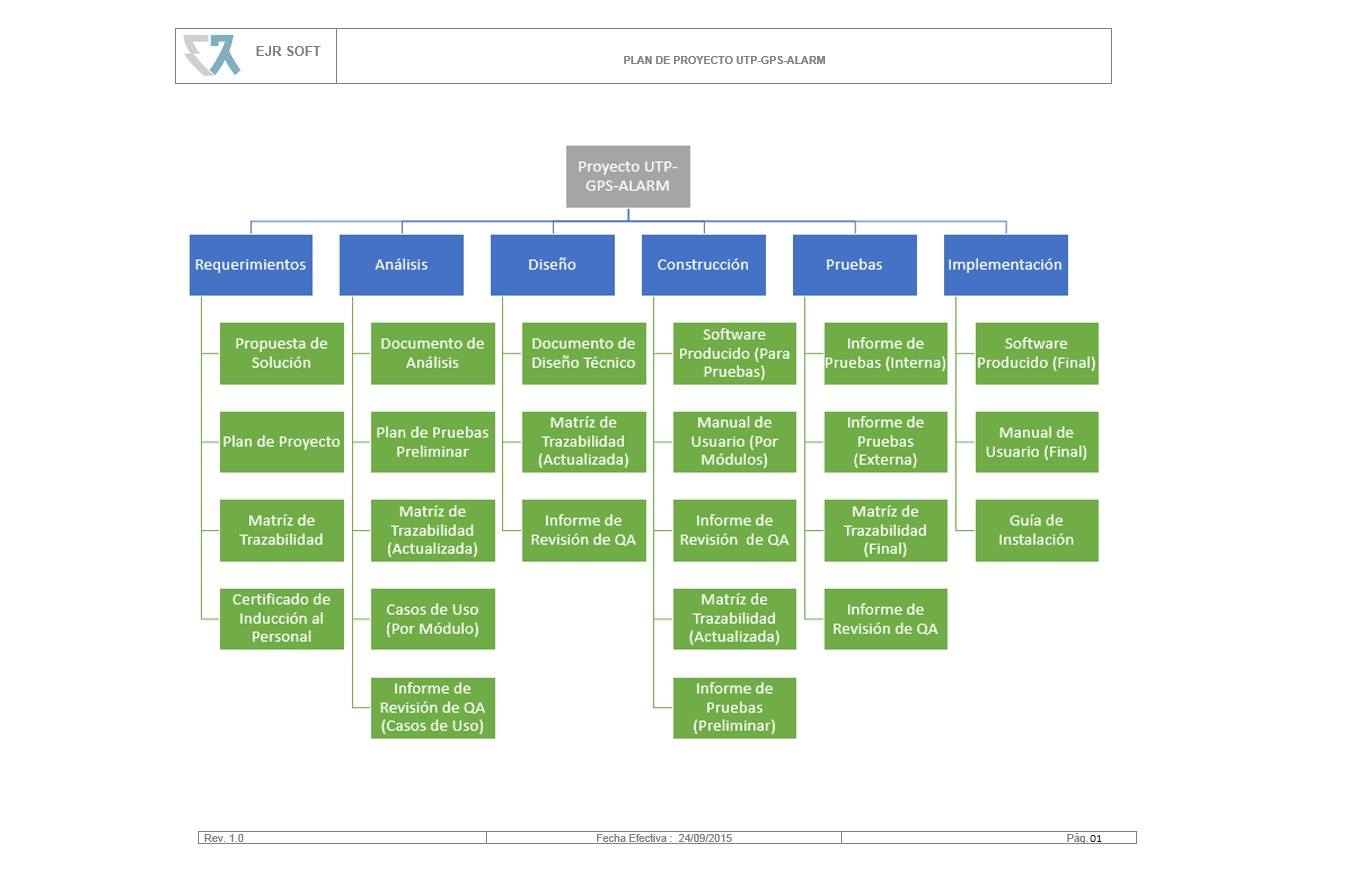 EJR SOFT
PLAN DE PROYECTO UTP-GPS-ALARM
Proyecto UTP-
GPS-ALARM
Requerimientos
Análisis
Diseño
Construcción
Pruebas
Implementación
Propuesta de
Solución
Plan de Proyecto
Matríz de
Trazabilidad
Certificado de
Inducción al
Personal
Documento de
Análisis
Plan de Pruebas
Preliminar
Matríz de
Trazabilidad
(Actualizada)
Casos de Uso
(Por Módulo)
Informe de
Revisión de QA
(Casos de Uso)
Documento de
Diseño Técnico
Matríz de
Trazabilidad
(Actualizada)
Informe de
Revisión de QA
Software
Producido (Para
Pruebas)
Manual de
Usuario (Por
Módulos)
Informe de
Revisión de QA
Matríz de
Trazabilidad
(Actualizada)
Informe de
Pruebas
(Preliminar)
Informe de
Pruebas (Interna)
Informe de
Pruebas
(Externa)
Matríz de
Trazabilidad
(Final)
Informe de
Revisión de QA
Software
Producido (Final)
Manual de
Usuario (Final)
Guía de
Instalación
Rev. 1.0
Fecha Efectiva : 24/09/2015
Pág. 01